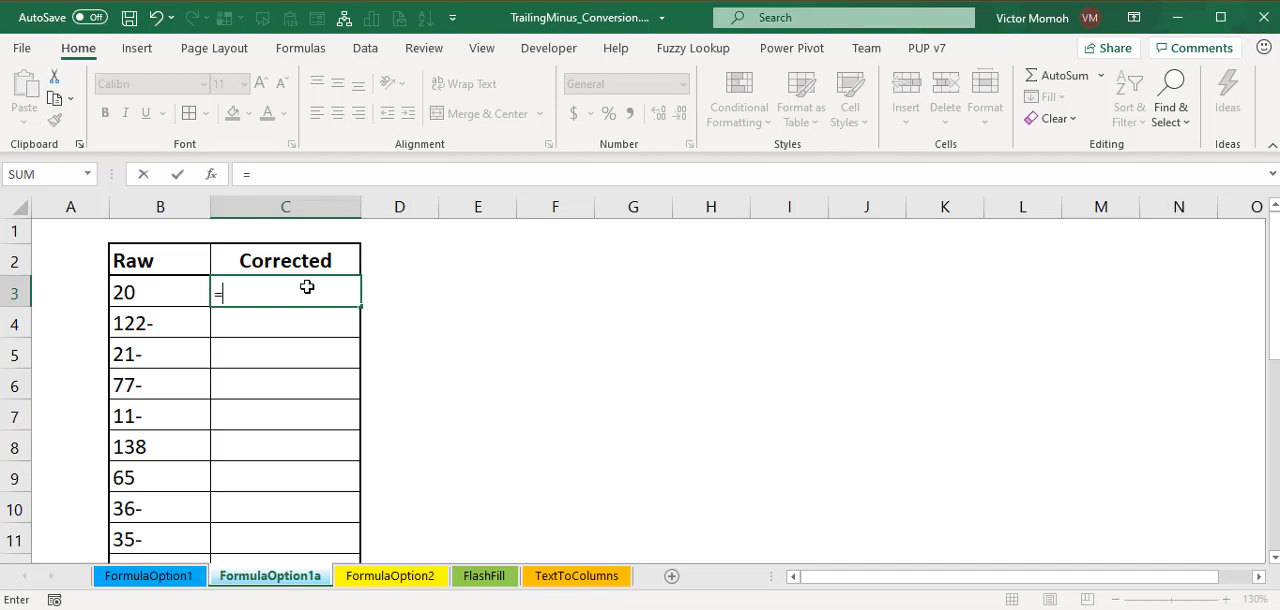 AutoSave Off TrailingMinus_Conversion.... Search Victor Momoh VM
File Home Insert Page Layout Formulas Data Review View Developer Help Fuzzy Lookup Power Pivot Team PUP v7 Share Comments
Paste Calibri 11 Wrap Text General Conditional Formatting Format as Table Cell Styles Insert Delete Format AutoSum Fill Clear Sort & Filter Find & Select Ideas
B I U Merge & Center $ %
Clipboard Font Alignment Number Styles Cells Editing Ideas
SUM fx =
A B C D E F G H I J K L M N O
1
2 Raw Corrected
3 20 =
4 122-
5 21-
6 77-
7 11-
8 138
9 65
10 36-
11 35-
FormulaOption1 FormulaOption1a FormulaOption2 FlashFill TextToColumns
Enter 130%